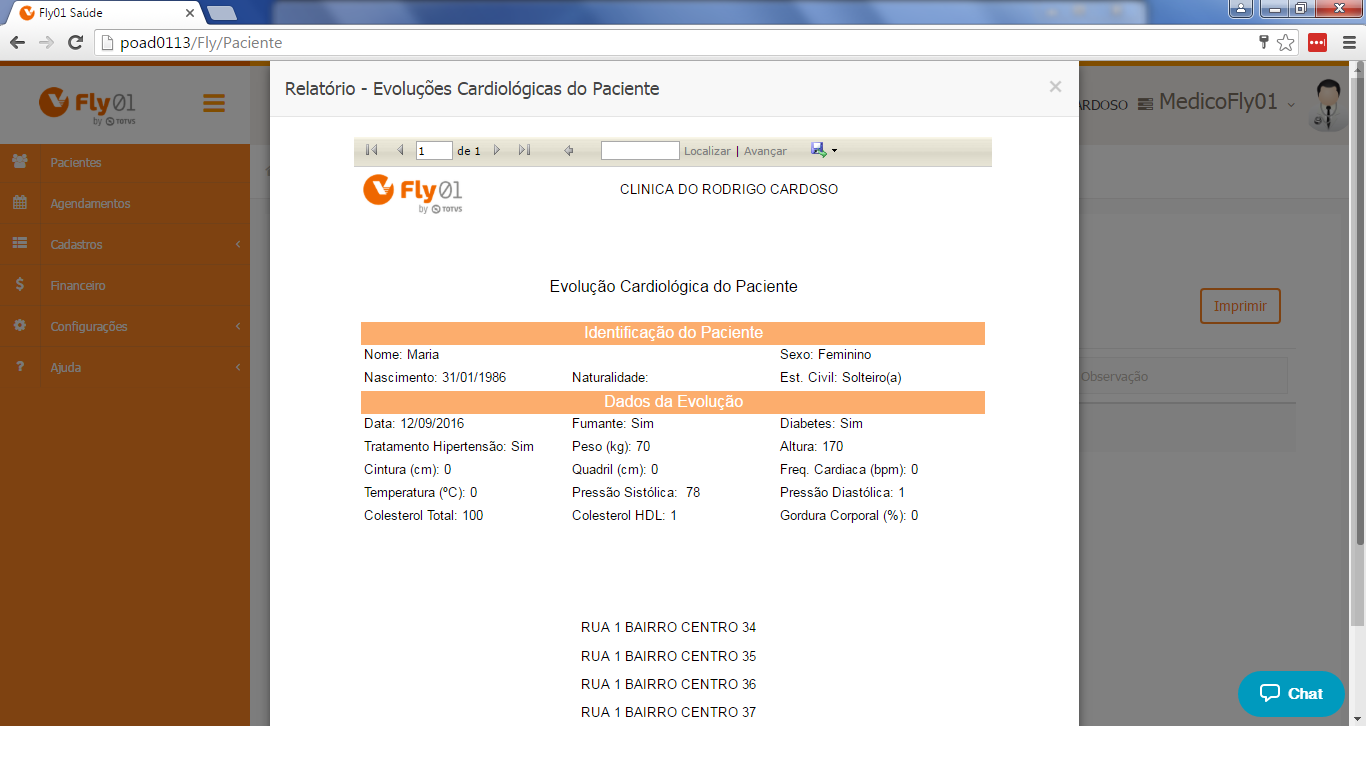 Fly01 Saúde
poad0113/Fly/Paciente
Fly01
by TOTVS
Relatório - Evoluções Cardiológicas do Paciente
×
RDOSO MedicoFly01
Pacientes
Agendamentos
Cadastros
Financeiro
Configurações
Ajuda
1 de 1 Localizar | Avançar
Fly01
by TOTVS
CLINICA DO RODRIGO CARDOSO
Evolução Cardiológica do Paciente
Imprimir
Identificação do Paciente
Nome: Maria Sexo: Feminino
Nascimento: 31/01/1986 Naturalidade: Est. Civil: Solteiro(a)
Observação
Dados da Evolução
Data: 12/09/2016 Fumante: Sim Diabetes: Sim
Tratamento Hipertensão: Sim Peso (kg): 70 Altura: 170
Cintura (cm): 0 Quadril (cm): 0 Freq. Cardiaca (bpm): 0
Temperatura (ºC): 0 Pressão Sistólica: 78 Pressão Diastólica: 1
Colesterol Total: 100 Colesterol HDL: 1 Gordura Corporal (%): 0
RUA 1 BAIRRO CENTRO 34
RUA 1 BAIRRO CENTRO 35
RUA 1 BAIRRO CENTRO 36
RUA 1 BAIRRO CENTRO 37
Chat